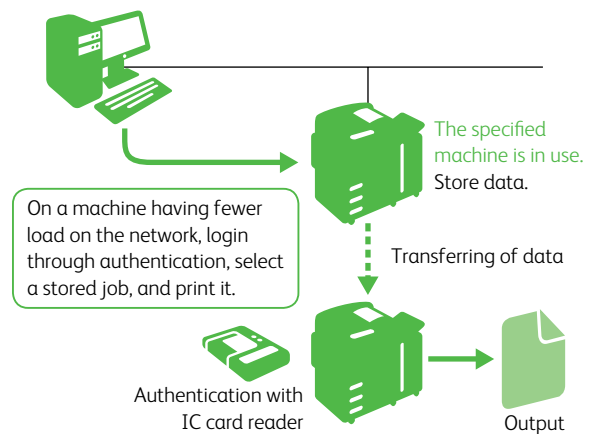 The specified
machine is in use.
Store data.
On a machine having fewer
load on the network, login
through authentication, select
a stored job, and print it.
Transferring of data
Authentication with
IC card reader
Output